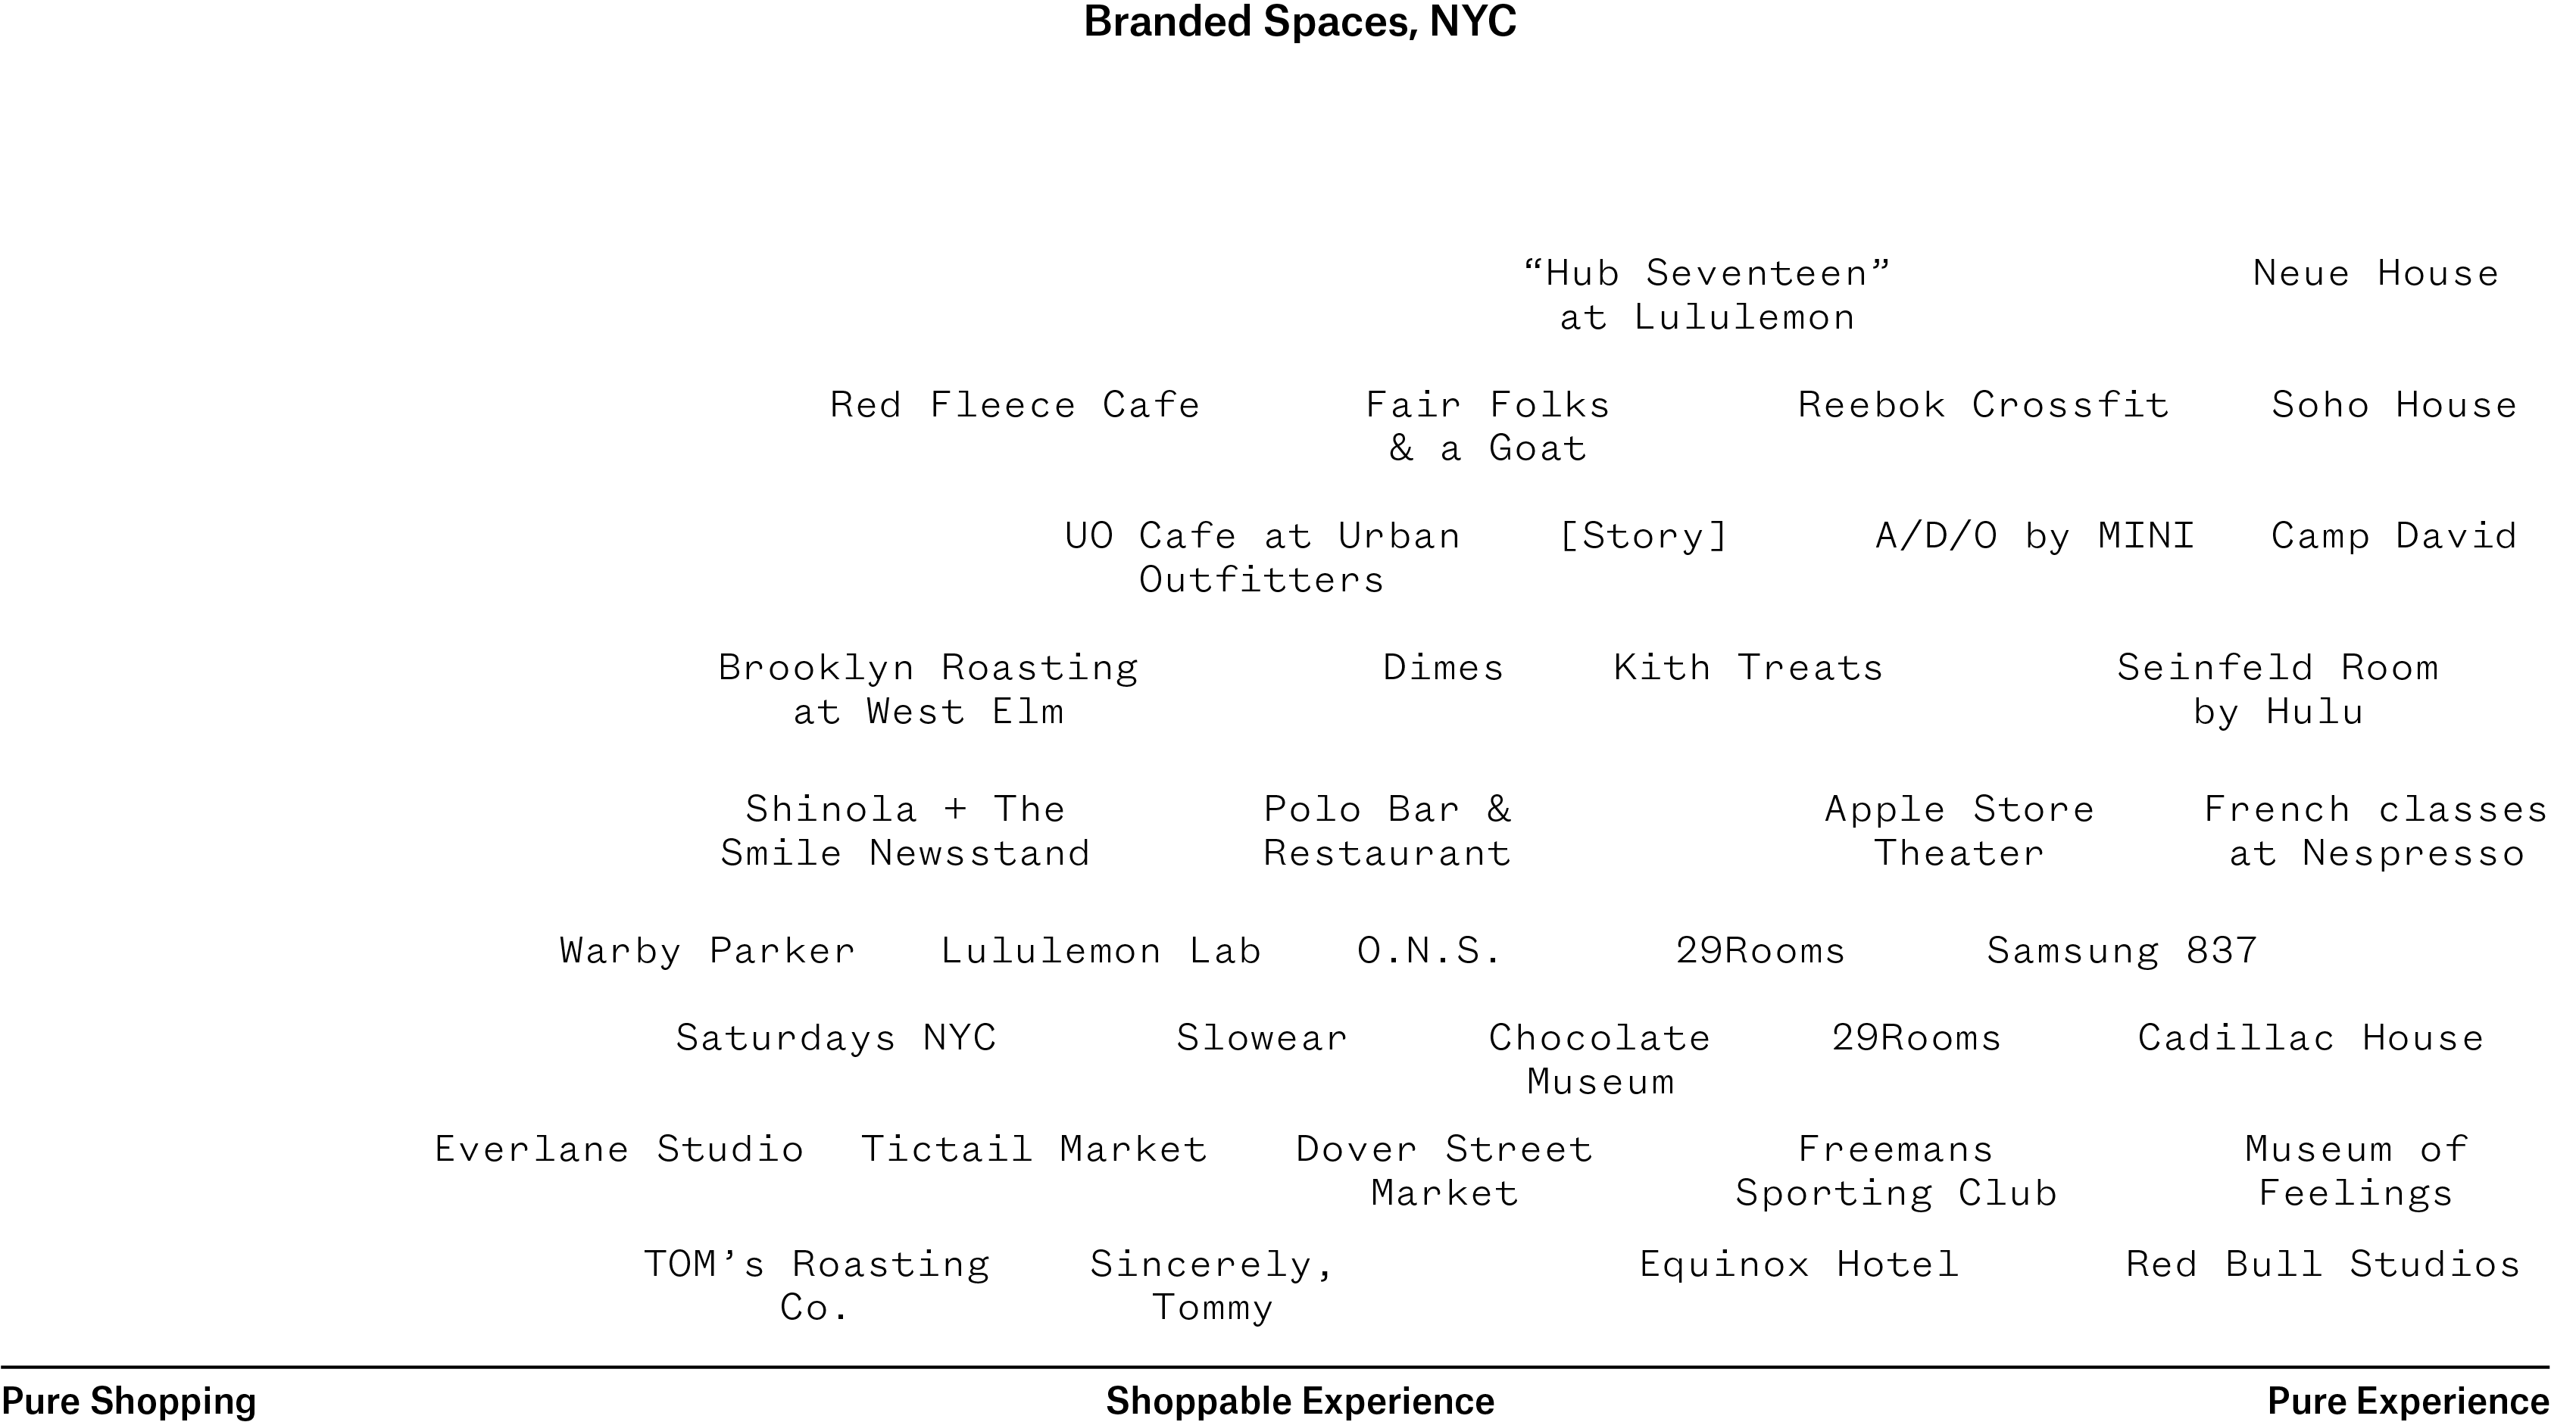 Branded Spaces, NYC
“Hub Seventeen”
at Lululemon
Neue House
Red Fleece Cafe
Fair Folks
& a Goat
Reebok Crossfit
Soho House
UO Cafe at Urban
Outfitters
[Story]
A/D/O by MINI
Camp David
Brooklyn Roasting
at West Elm
Dimes
Kith Treats
Seinfeld Room
by Hulu
Shinola + The
Smile Newsstand
Polo Bar &
Restaurant
Apple Store
Theater
French classes
at Nespresso
Warby Parker
Lululemon Lab
O.N.S.
29Rooms
Samsung 837
Saturdays NYC
Slowear
Chocolate
Museum
29Rooms
Cadillac House
Everlane Studio
Tictail Market
Dover Street
Market
Freemans
Sporting Club
Museum of
Feelings
TOM’s Roasting
Co.
Sincerely,
Tommy
Equinox Hotel
Red Bull Studios
Pure Shopping
Shoppable Experience
Pure Experience